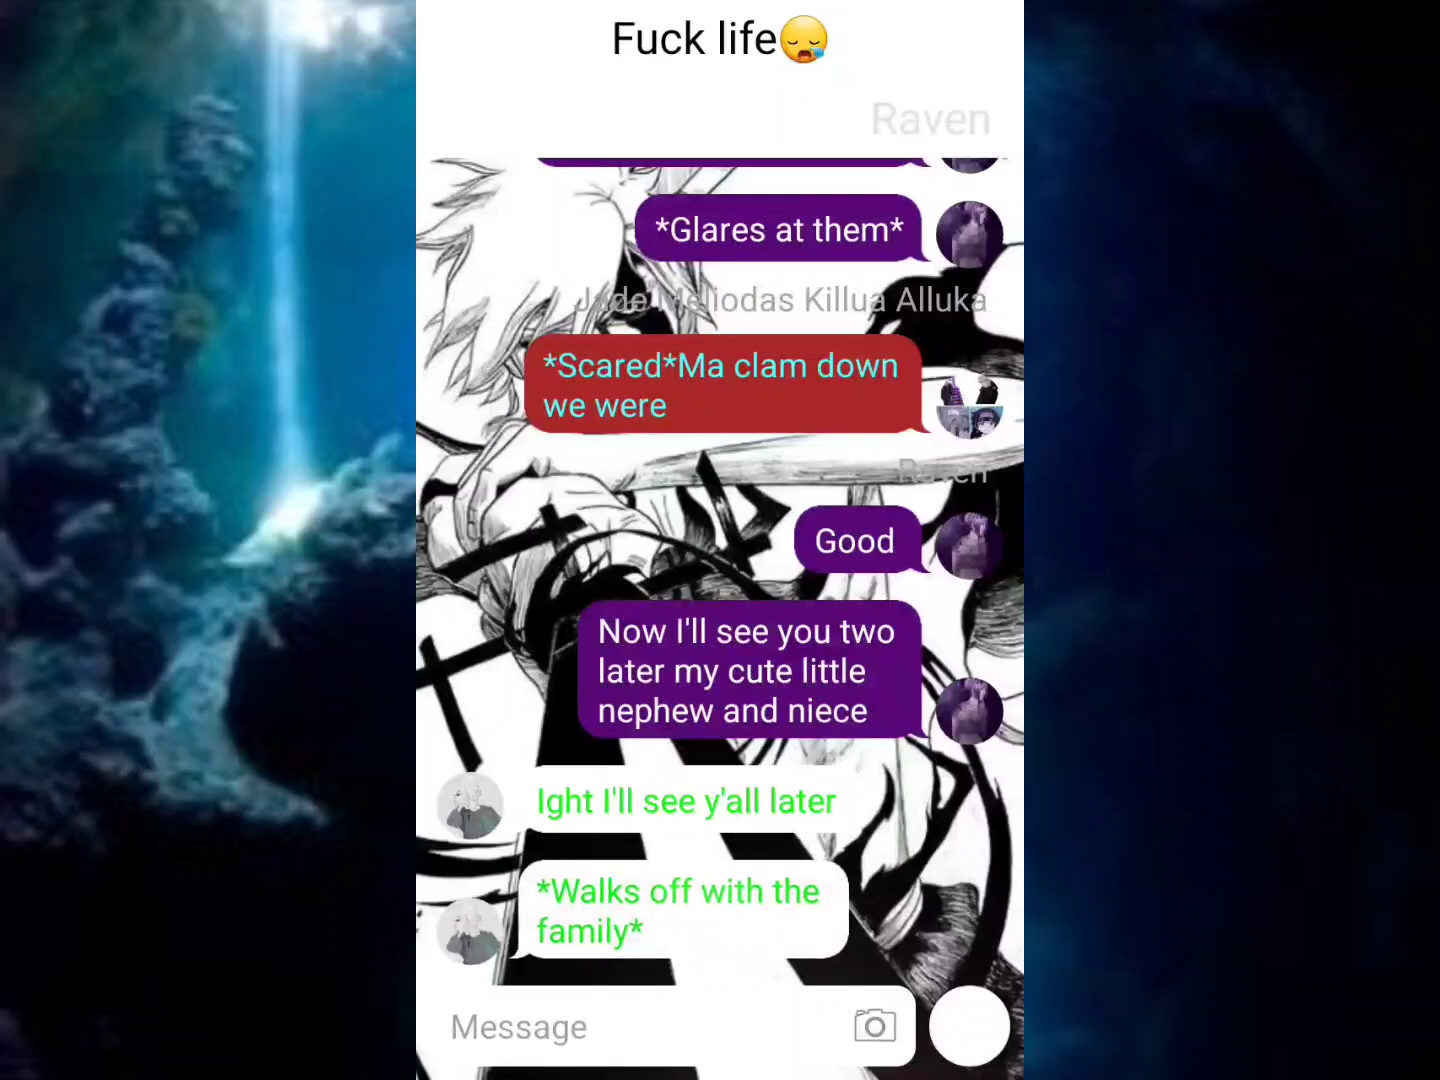 Fuck life😪
Raven
*Glares at them*
Jade Meliodas Killua Alluka
*Scared*Ma clam down
we were
Raven
Good
Now I'll see you two
later my cute little
nephew and niece
Ight I'll see y'all later
*Walks off with the
family*
Message